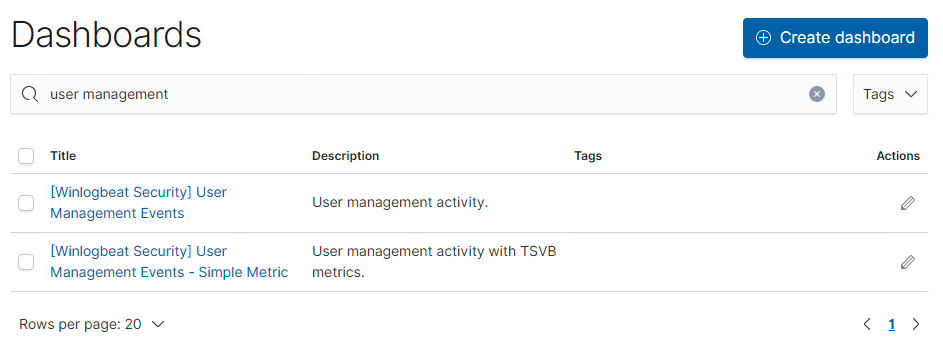 Dashboards
Create dashboard
user management
Tags
Title Description Tags Actions
[Winlogbeat Security] User
Management Events
User management activity.
[Winlogbeat Security] User
Management Events - Simple Metric
User management activity with TSVB
metrics.
Rows per page: 20
1